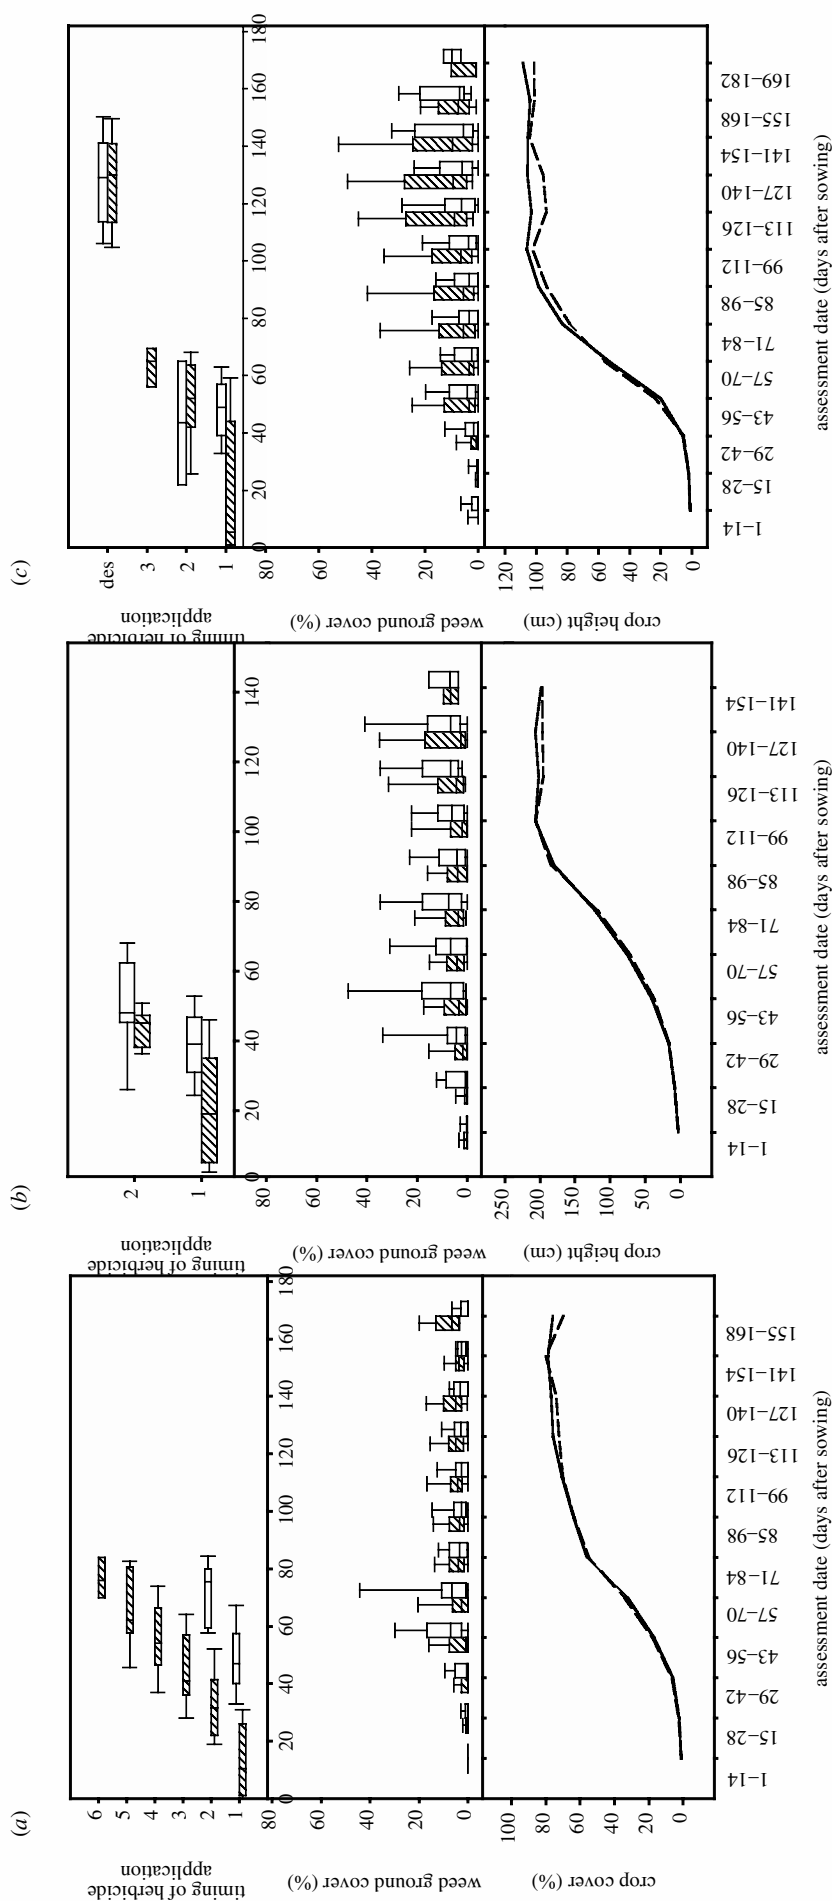 (a)
timing of herbicide
application
6
5
4
3
2
1
0 20 40 60 80 100 120 140 160 180
weed ground cover (%)
80
60
40
20
0
crop cover (%)
100
80
60
40
20
0
1–14 15–28 29–42 43–56 57–70 71–84 85–98 99–112 113–126 127–140 141–154 155–168
assessment date (days after sowing)
(b)
timing of herbicide
application
2
1
0 20 40 60 80 100 120 140
weed ground cover (%)
80
60
40
20
0
crop height (cm)
250
200
150
100
50
0
1–14 15–28 29–42 43–56 57–70 71–84 85–98 99–112 113–126 127–140 141–154
assessment date (days after sowing)
(c)
timing of herbicide
application
des
3
2
1
0 20 40 60 80 100 120 140 160 180
weed ground cover (%)
80
60
40
20
0
crop height (cm)
120
100
80
60
40
20
0
1–14 15–28 29–42 43–56 57–70 71–84 85–98 99–112 113–126 127–140 141–154 155–168 169–182
assessment date (days after sowing)